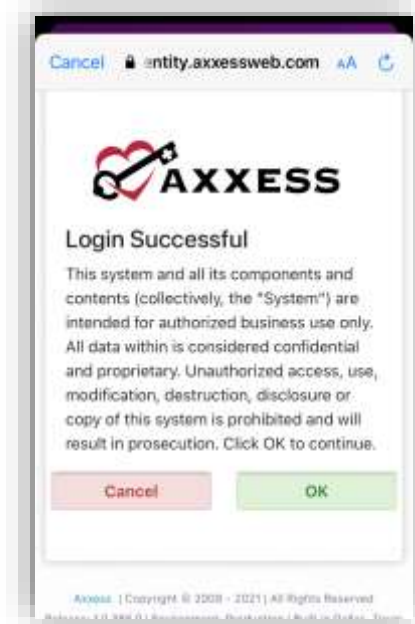 Cancel entity.axxessweb.com AA
AXXESS
Login Successful
This system and all its components and
contents (collectively, the "System") are
intended for authorized business use only.
All data within is considered confidential
and proprietary. Unauthorized access, use,
modification, destruction, disclosure or
copy of this system is prohibited and will
result in prosecution. Click OK to continue.
Cancel OK
Axxess | Copyright © 2008 - 2021 | All Rights Reserved